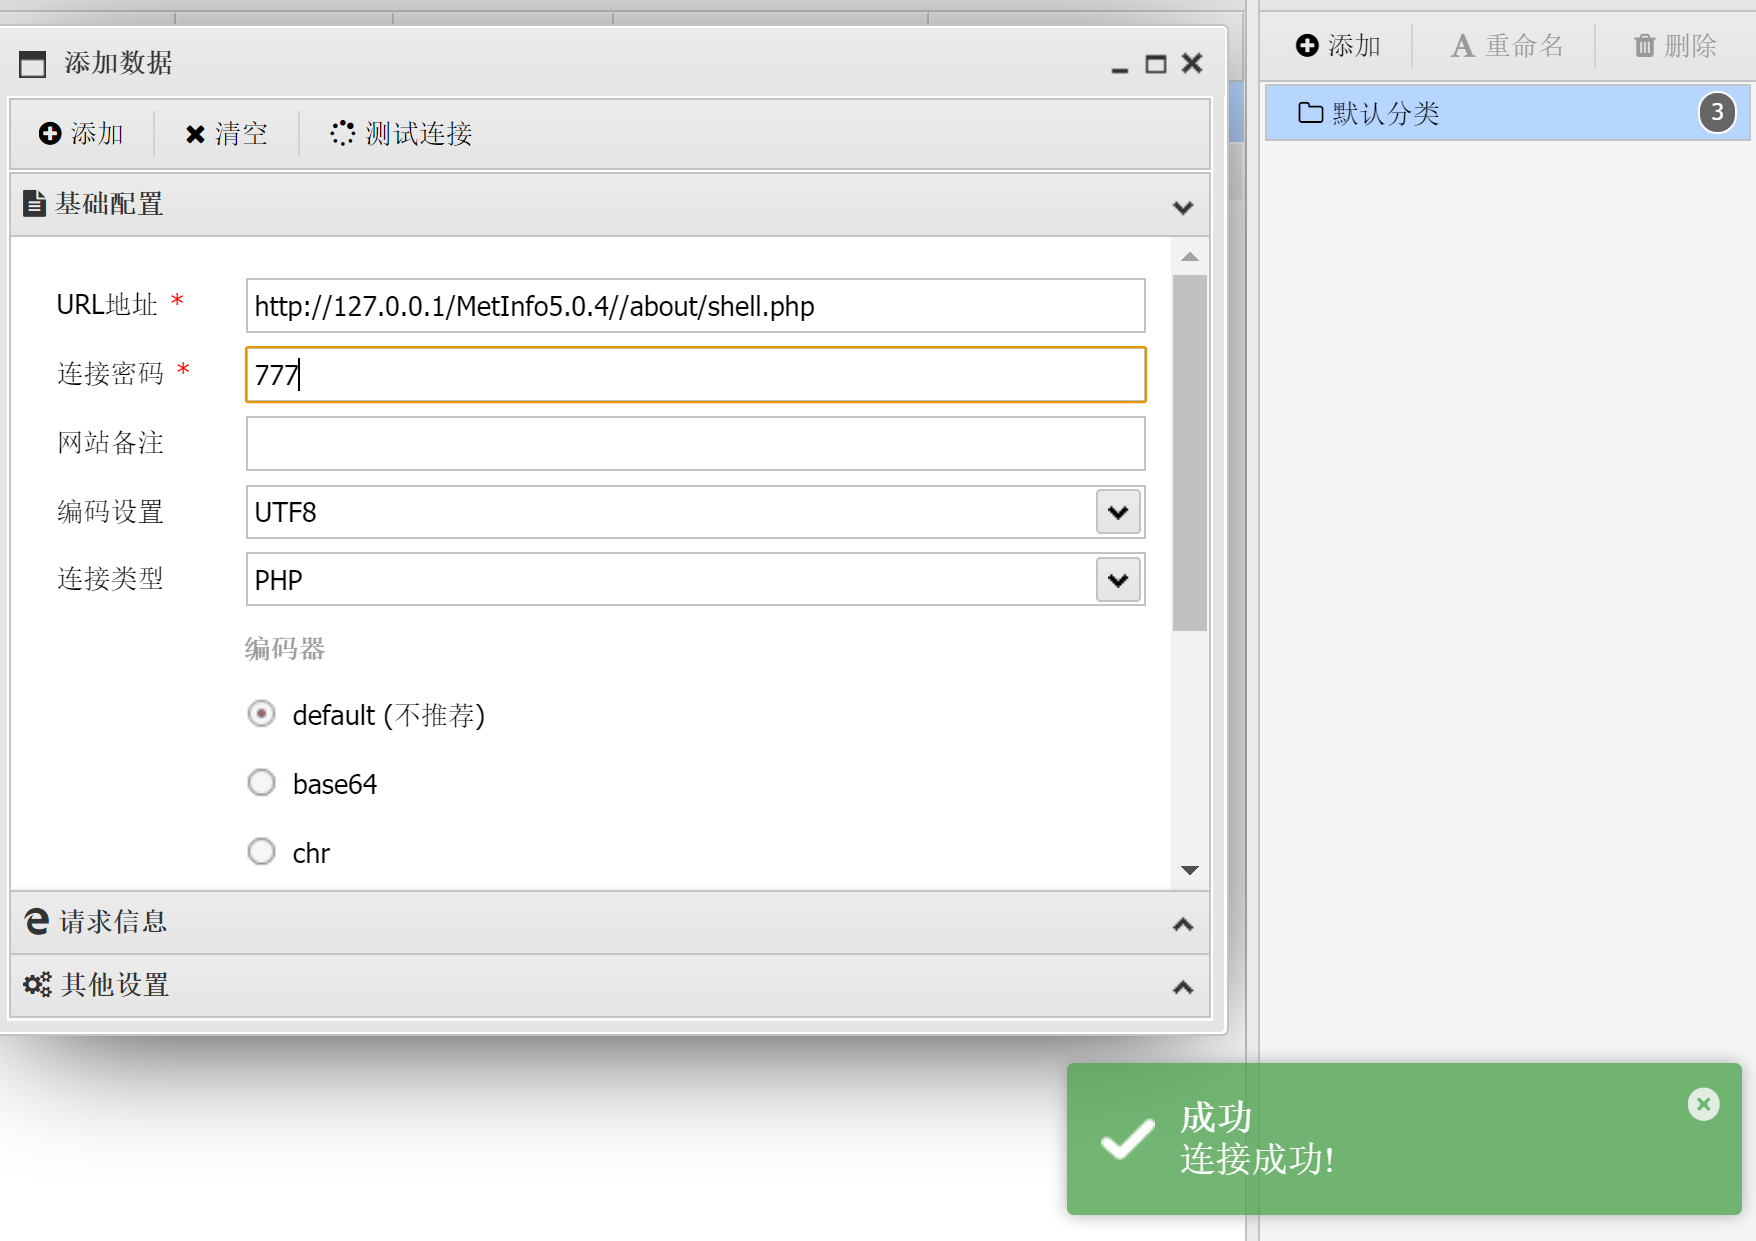 添加数据
添加 清空 测试连接
基础配置
URL地址 * http://127.0.0.1/MetInfo5.0.4//about/shell.php
连接密码 * 777
网站备注
编码设置 UTF8
连接类型 PHP
编码器
default (不推荐)
base64
chr
请求信息
其他设置
添加 重命名 删除
默认分类 3
成功
连接成功!